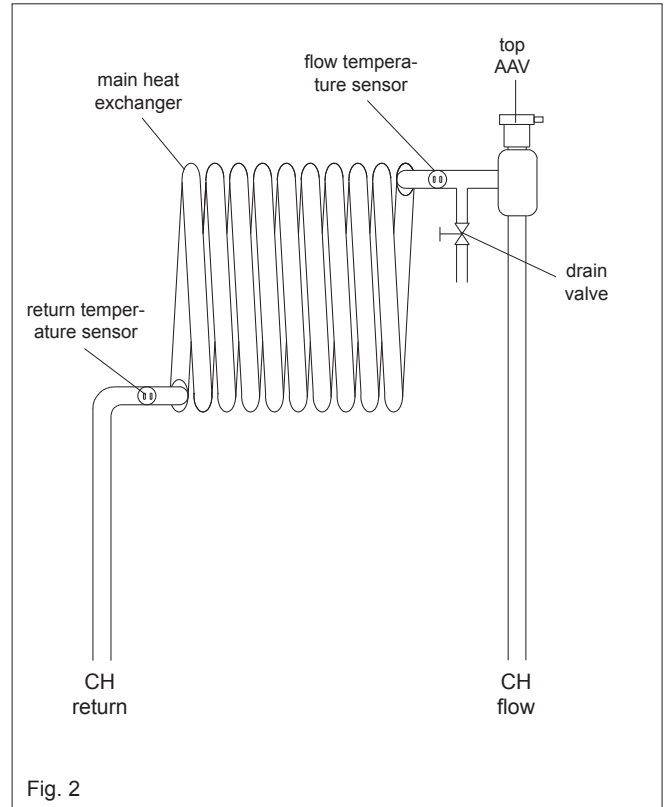 top
AAV
flow tempera-
ture sensor
main heat
exchanger
drain
valve
return temper-
ature sensor
CH
return
CH
flow
Fig. 2